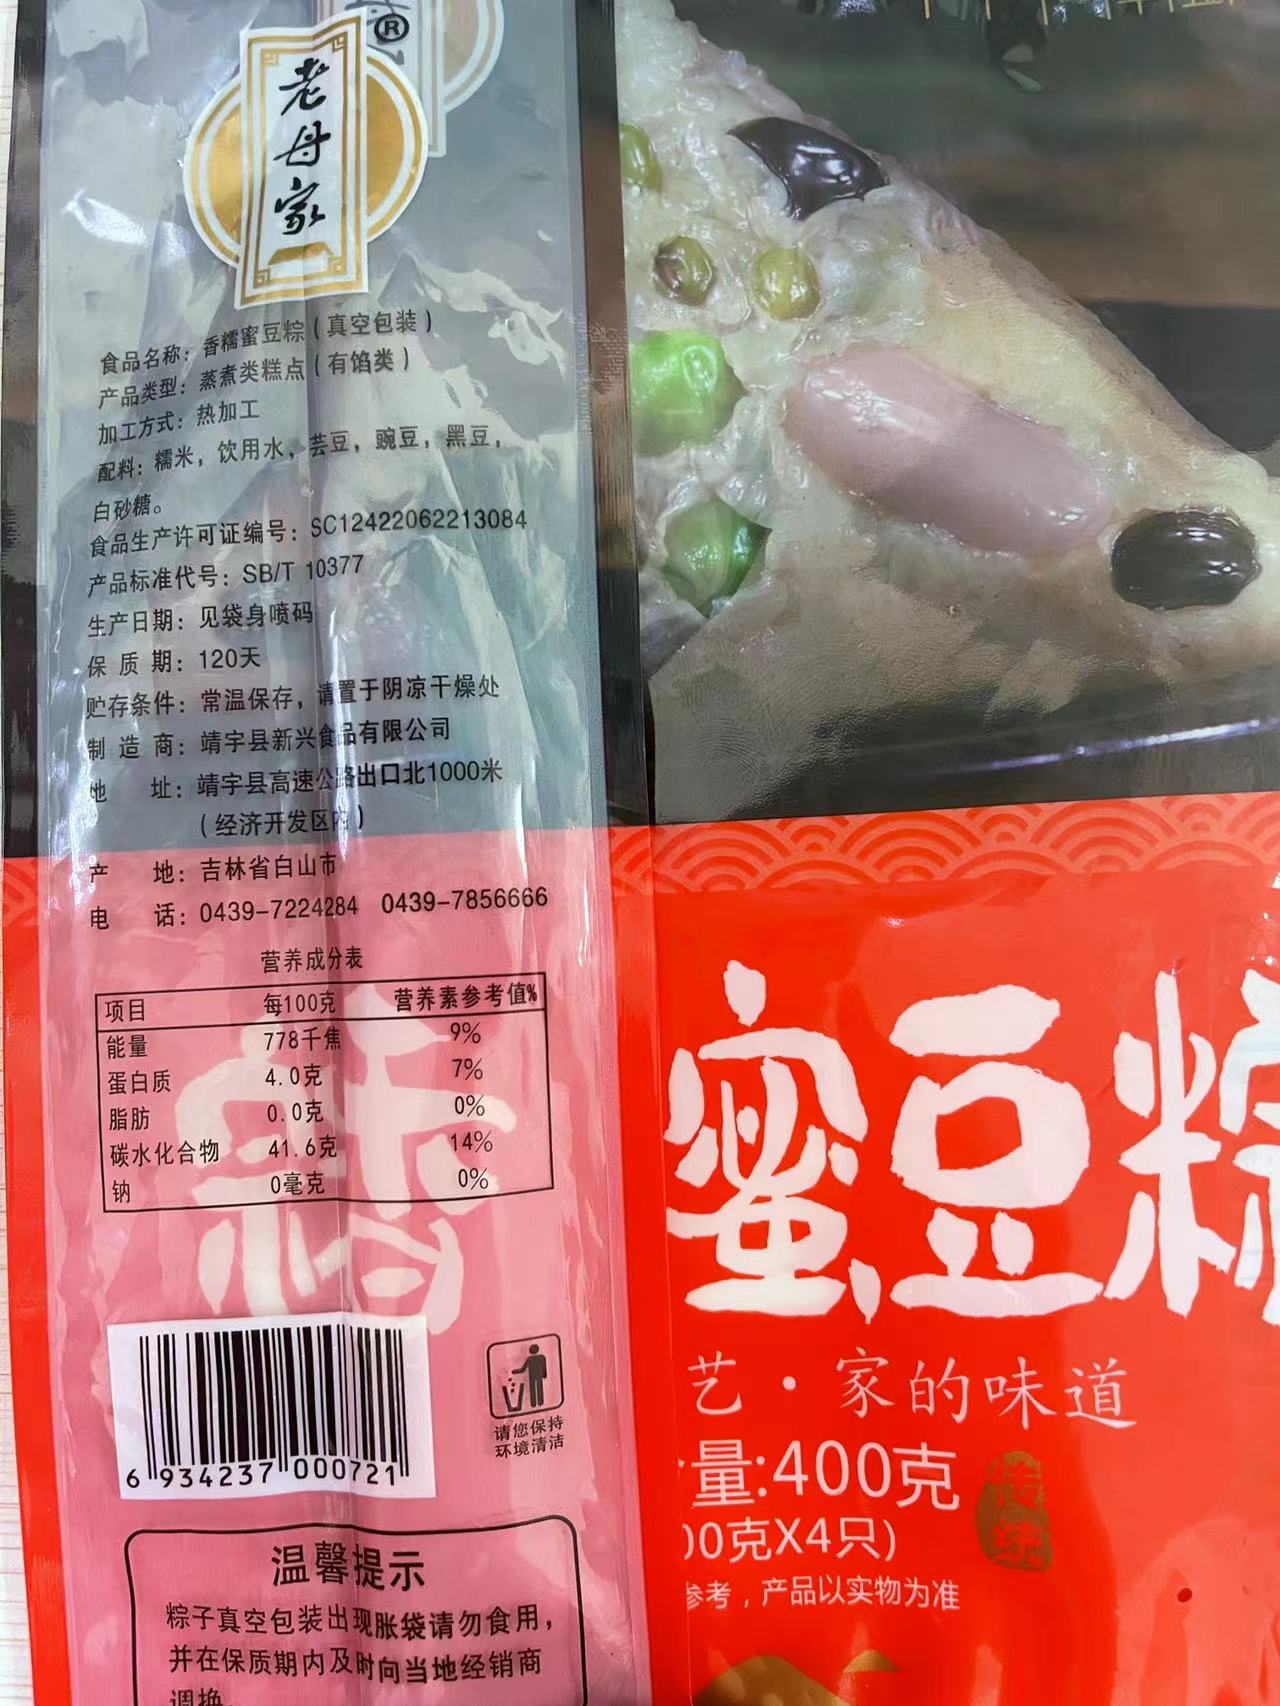 ®
老母家
食品名称：香糯蜜豆粽（真空包装）
产品类型：蒸煮类糕点（有馅类）
加工方式：热加工
配料：糯米，饮用水，芸豆，豌豆，黑豆，
白砂糖。
食品生产许可证编号：SC12422062213084
产品标准代号：SB/T 10377
生产日期：见袋身喷码
保质期：120天
贮存条件：常温保存，请置于阴凉干燥处
制造商：靖宇县新兴食品有限公司
地址：靖宇县高速公路出口北1000米
（经济开发区内）
产地：吉林省白山市
电话：0439-7224284 0439-7856666
营养成分表
项目 每100克 营养素参考值%
能量 778千焦 9%
蛋白质 4.0克 7%
脂肪 0.0克 0%
碳水化合物 41.6克 14%
钠 0毫克 0%
6 934237 000721
请您保持
环境清洁
温馨提示
粽子真空包装出现胀袋请勿食用，
并在保质期内及时向当地经销商
调换
香
蜜豆粽
艺·家的味道
量:400克
00克X4只)
参考，产品以实物为准
传统